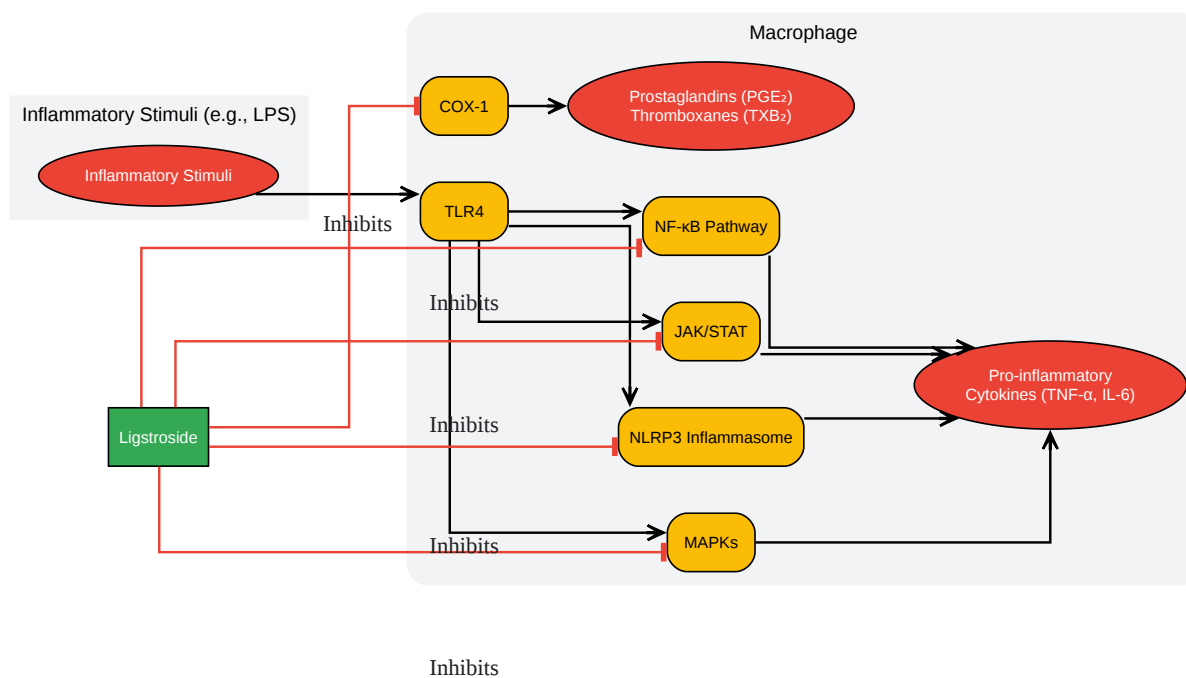 Macrophage
COX-1
Prostaglandins (PGE₂)
Thromboxanes (TXB₂)
Inflammatory Stimuli (e.g., LPS)
Inflammatory Stimuli
TLR4
Inhibits
NF-κB Pathway
Inhibits
JAK/STAT
Pro-inflammatory
Cytokines (TNF-α, IL-6)
Ligstroside
Inhibits
NLRP3 Inflammasome
Inhibits
MAPKs
Inhibits